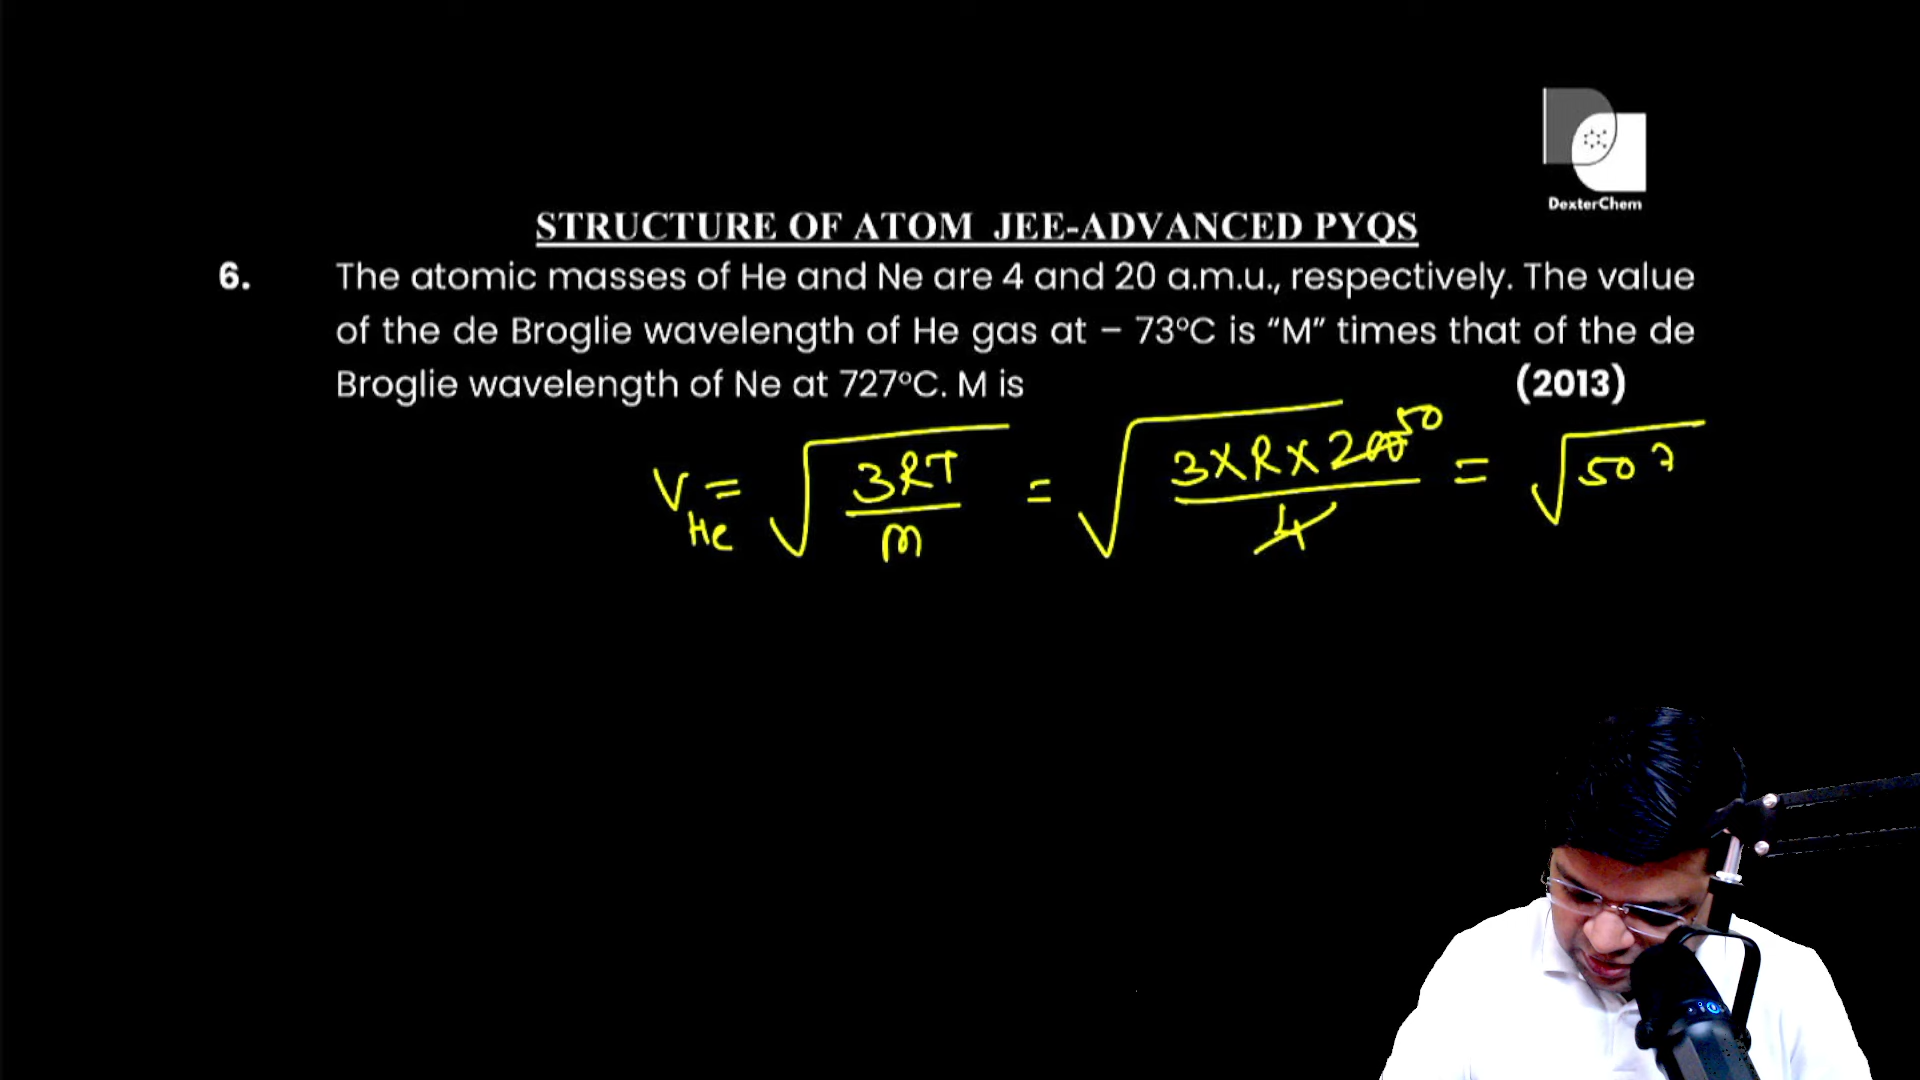 DexterChem
STRUCTURE OF ATOM JEE-ADVANCED PYQS
6. The atomic masses of He and Ne are 4 and 20 a.m.u., respectively. The value
of the de Broglie wavelength of He gas at – 73°C is “M” times that of the de
Broglie wavelength of Ne at 727°C. M is (2013)
V_He = √(3RT/m) = √(3×R×200 50/4) = √50